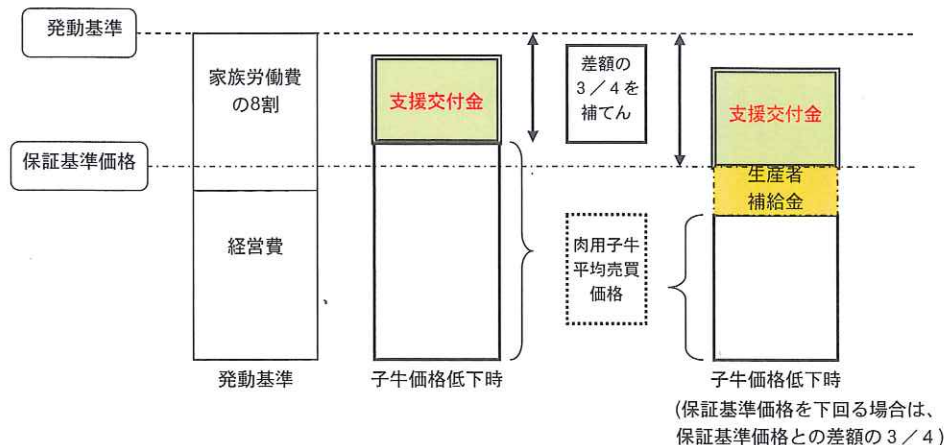 発動基準
家族労働費
の8割
支援交付金
差額の
3/4を
補てん
支援交付金
保証基準価格
生産者
補給金
経営費
肉用子牛
平均売買
価格
発動基準
子牛価格低下時
子牛価格低下時
(保証基準価格を下回る場合は、
保証基準価格との差額の3/4)